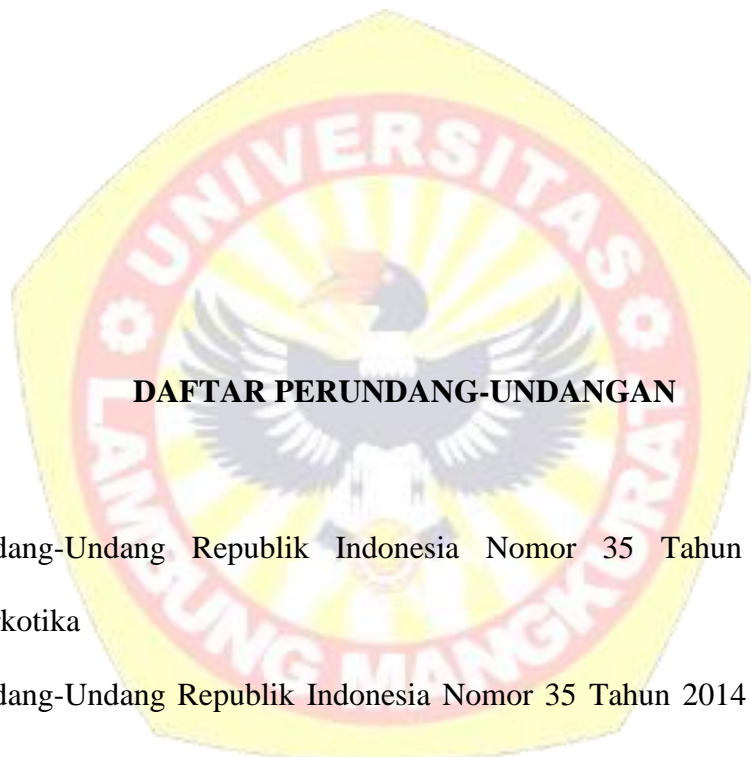 UNIVERSITAS
LAMBUNG MANGKURAT
DAFTAR PERUNDANG-UNDANGAN
dang-Undang Republik Indonesia Nomor 35 Tahun
rkotika
dang-Undang Republik Indonesia Nomor 35 Tahun 2014